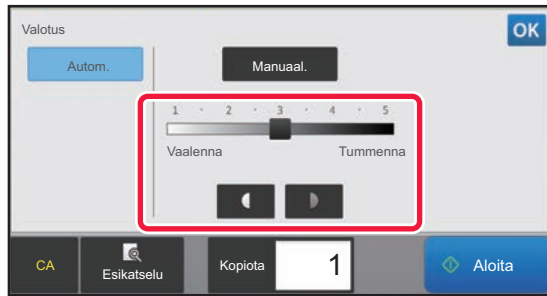 Valotus
OK
Autom.
Manuaal.
1 · 2 · 3 · 4 · 5
Vaalenna Tummenna
CA
Esikatselu
Kopiota
1
Aloita